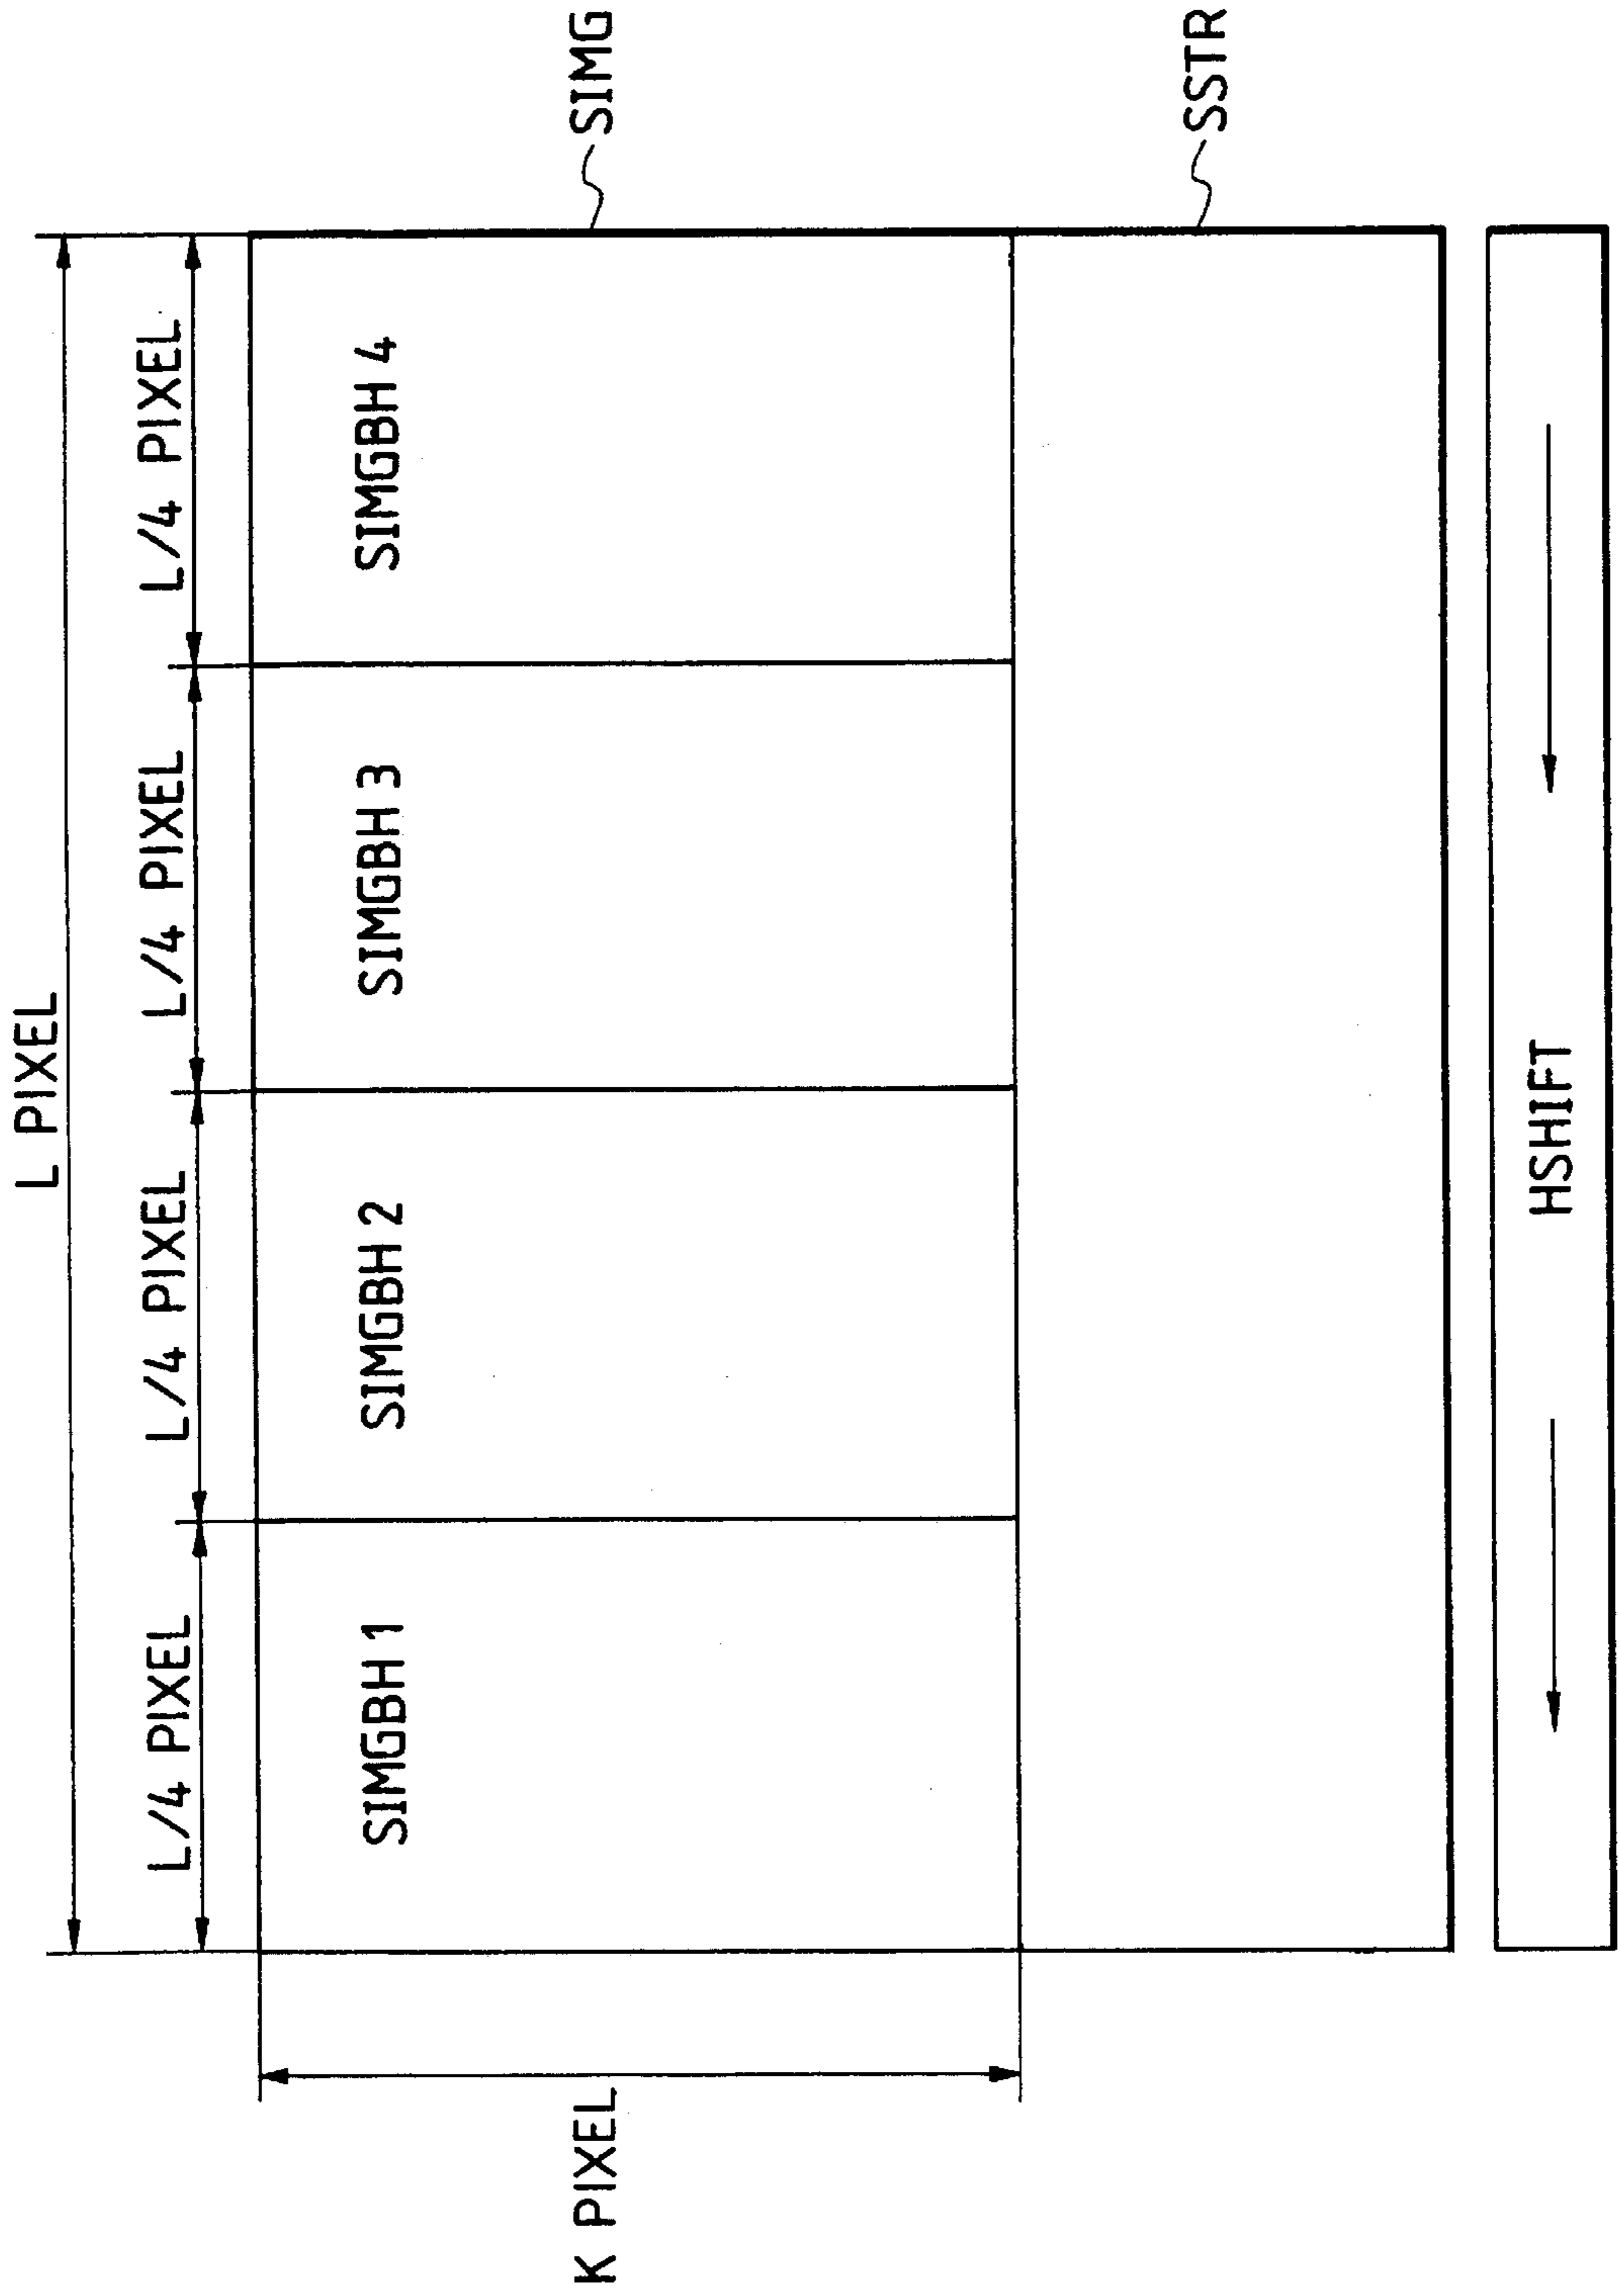 L PIXEL
L/4 PIXEL
L/4 PIXEL
L/4 PIXEL
L/4 PIXEL
SIMGBH 1
SIMGBH 2
SIMGBH 3
SIMGBH 4
K PIXEL
SIMG
SSTR
HSHIFT